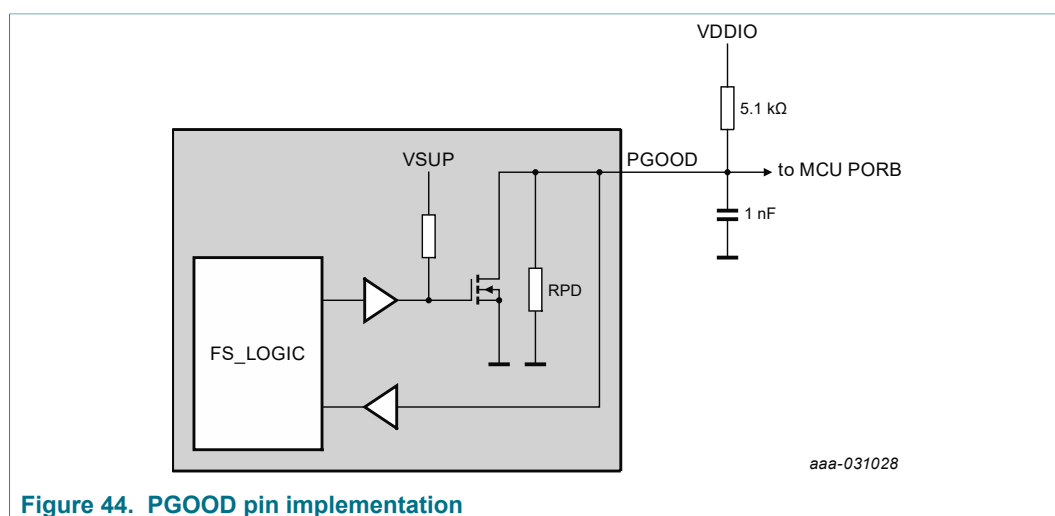 VDDIO
5.1 kΩ
VSUP
PGOOD
to MCU PORB
1 nF
RPD
FS_LOGIC
aaa-031028
Figure 44. PGOOD pin implementation